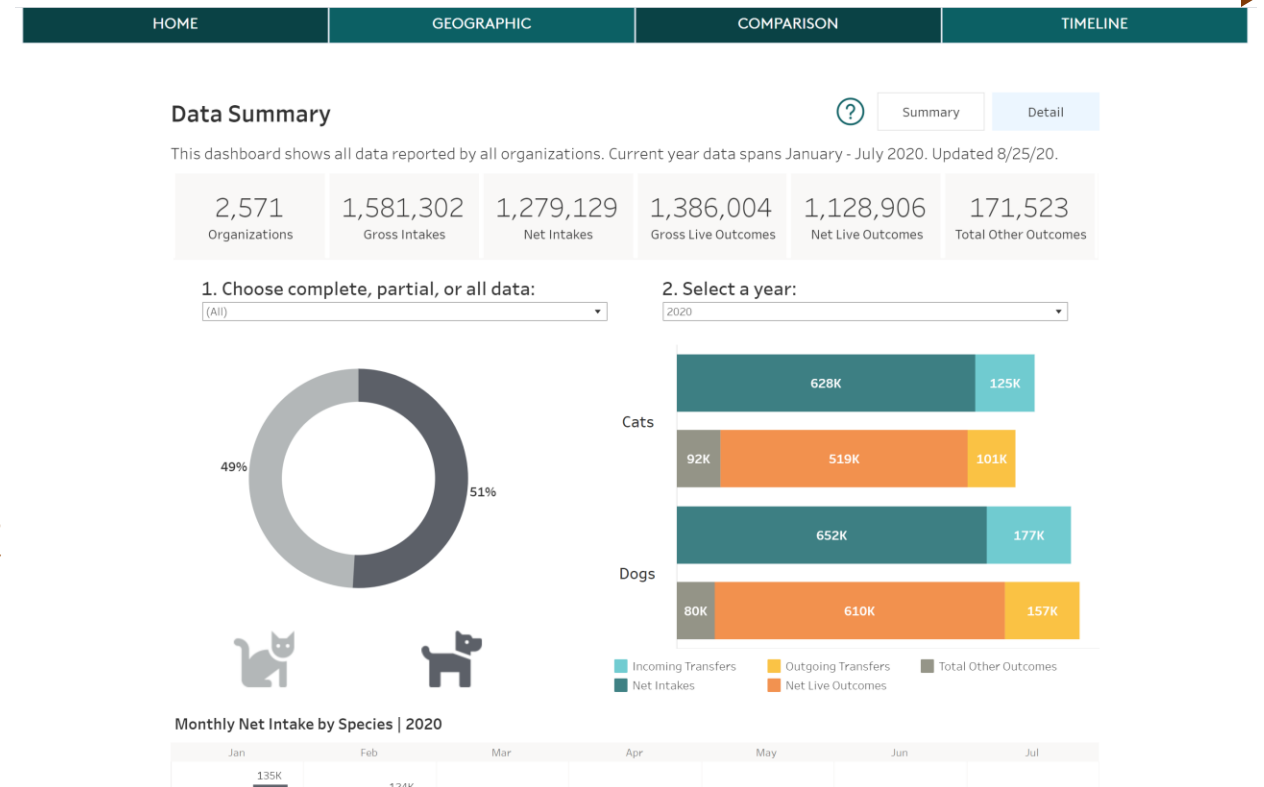 HOME GEOGRAPHIC COMPARISON TIMELINE
Data Summary
?
Summary
Detail
This dashboard shows all data reported by all organizations. Current year data spans January - July 2020. Updated 8/25/20.
2,571 1,581,302 1,279,129 1,386,004 1,128,906 171,523
Organizations Gross Intakes Net Intakes Gross Live Outcomes Net Live Outcomes Total Other Outcomes
1. Choose complete, partial, or all data:
(All)
2. Select a year:
2020
49%
51%
Cats
628K 125K
92K 519K 101K
Dogs
652K 177K
80K 610K 157K
Incoming Transfers Outgoing Transfers Total Other Outcomes
Net Intakes Net Live Outcomes
Monthly Net Intake by Species | 2020
Jan Feb Mar Apr May Jun Jul
135K